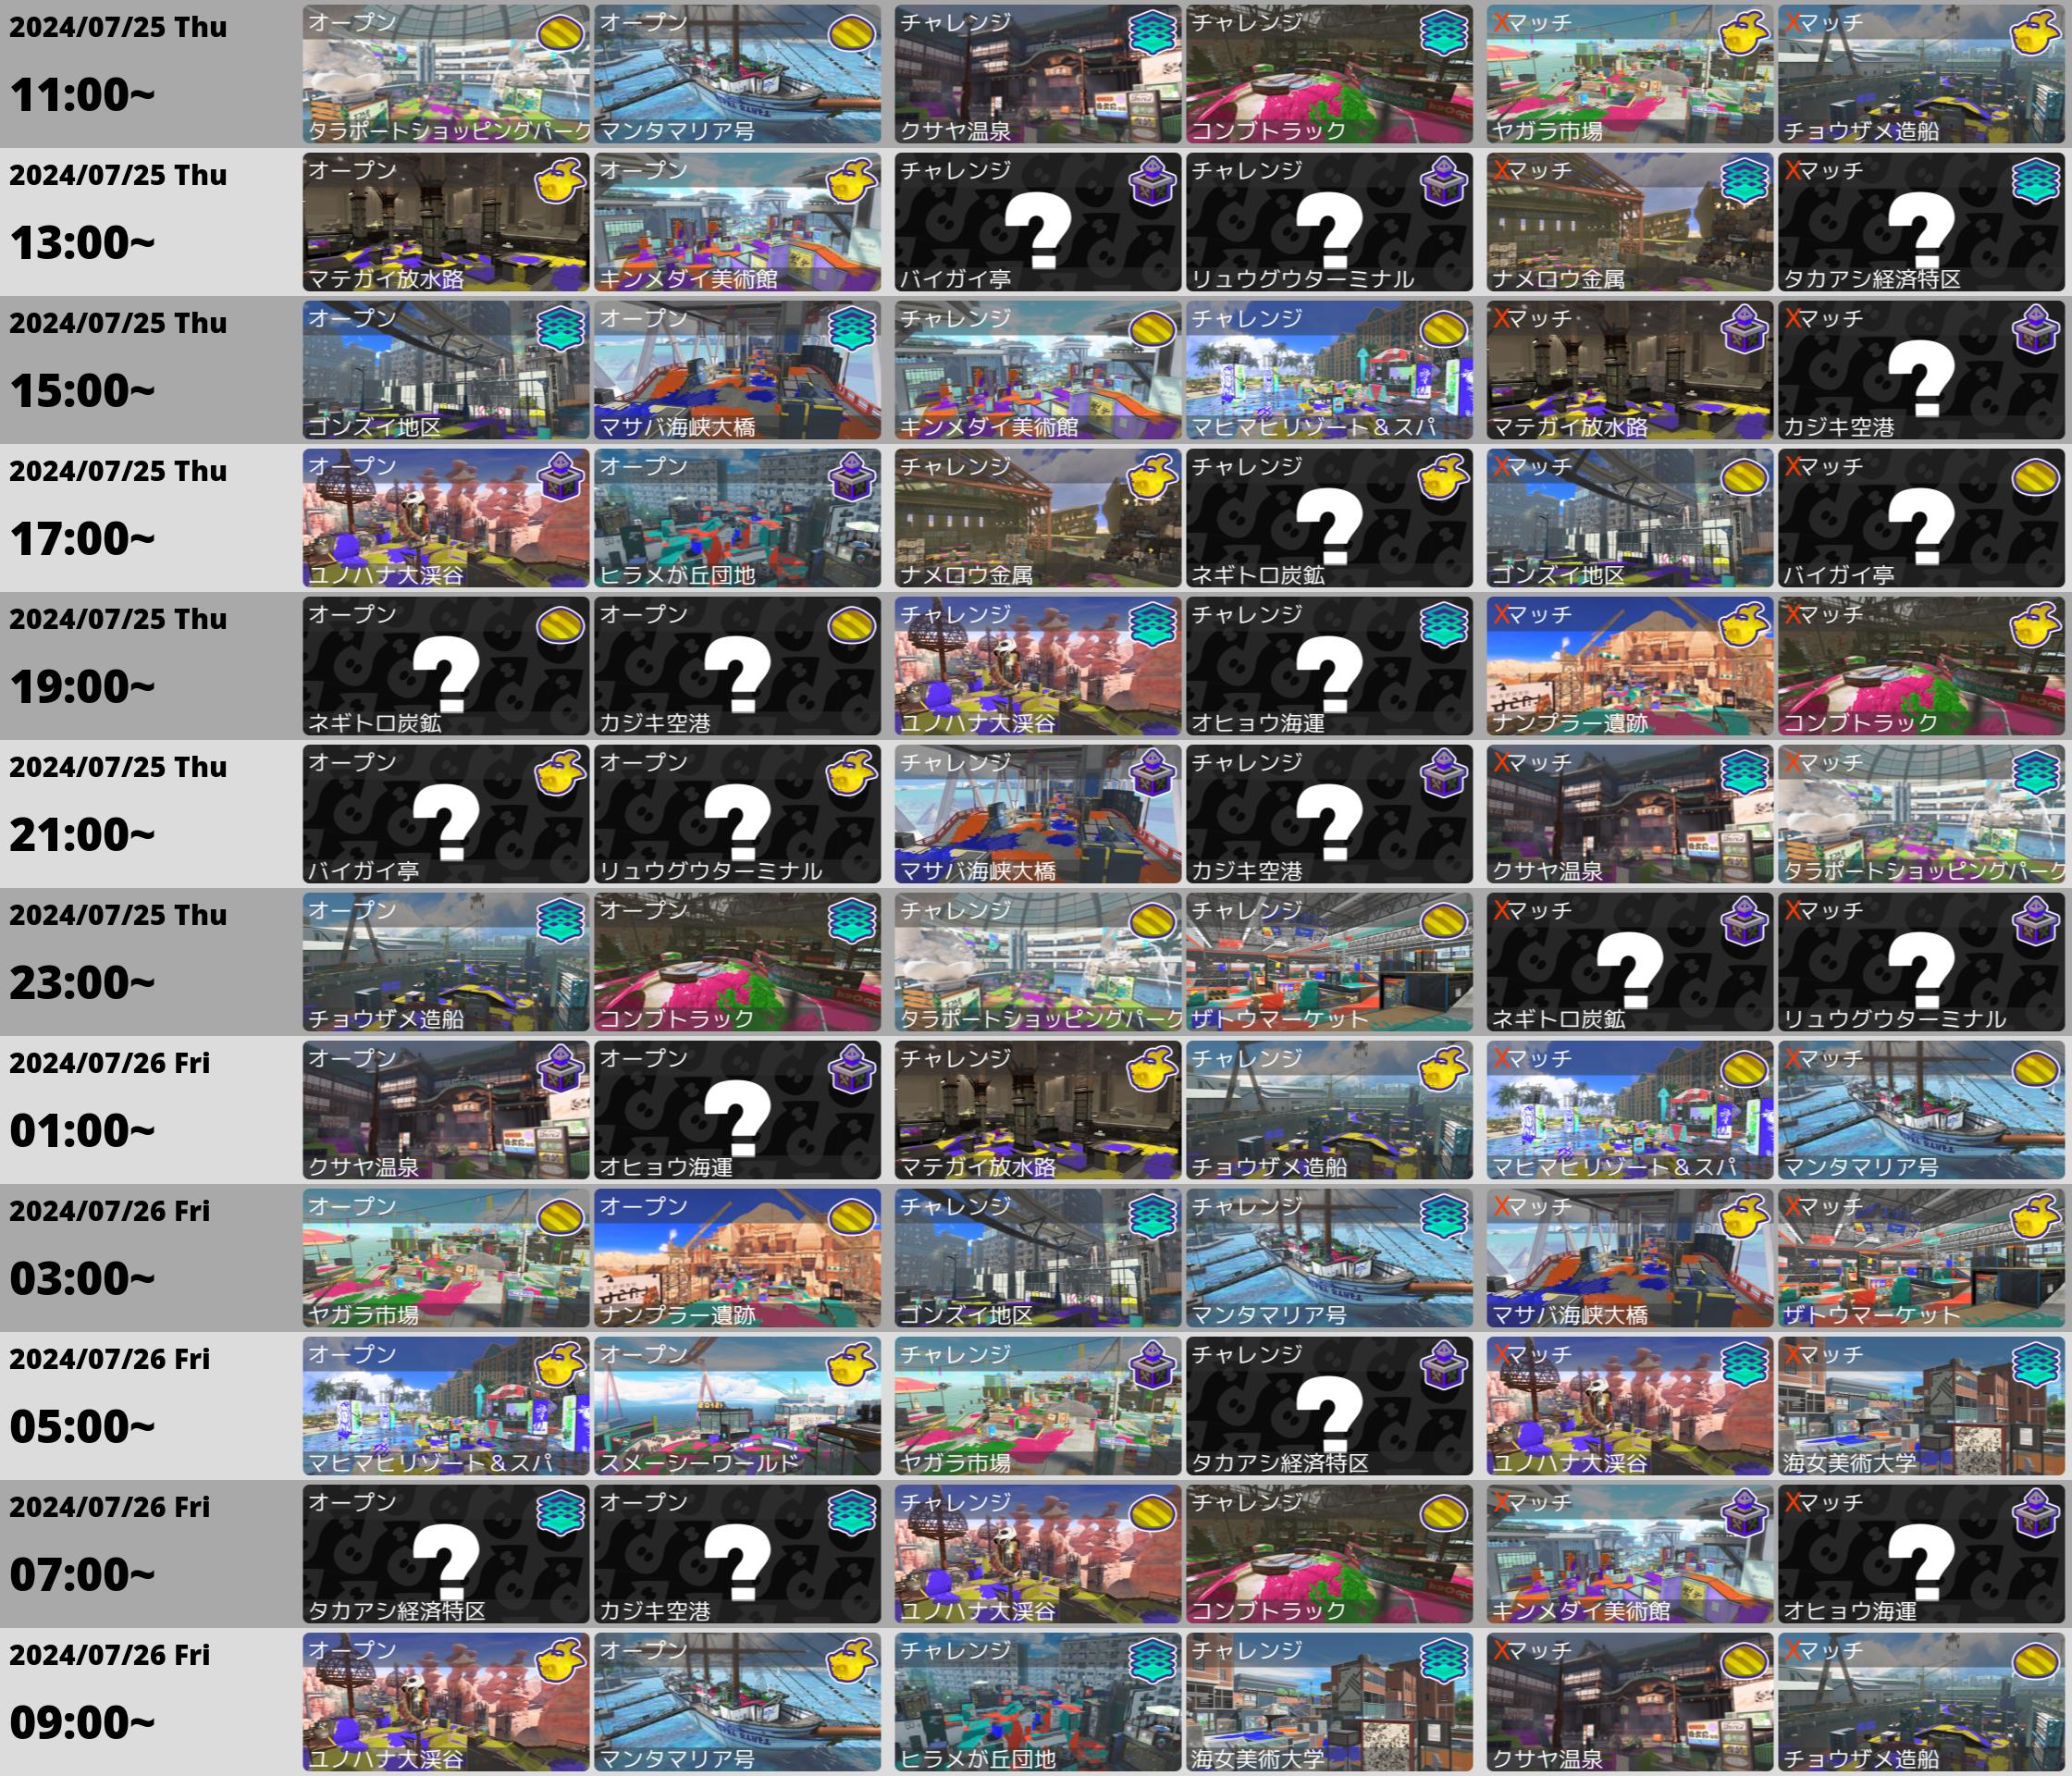 2024/07/25 Thu
11:00~
オープン
タラポートショッピングパーク
オープン
マンタマリア号
チャレンジ
クサヤ温泉
チャレンジ
コンブトラック
Xマッチ
ヤガラ市場
Xマッチ
チョウザメ造船
2024/07/25 Thu
13:00~
オープン
マテガイ放水路
オープン
キンメダイ美術館
チャレンジ
バイガイ亭
チャレンジ
リュウグウターミナル
Xマッチ
ナメロウ金属
Xマッチ
タカアシ経済特区
2024/07/25 Thu
15:00~
オープン
ゴンズイ地区
オープン
マサバ海峡大橋
チャレンジ
キンメダイ美術館
チャレンジ
マヒマヒリゾート＆スパ
Xマッチ
マテガイ放水路
Xマッチ
カジキ空港
2024/07/25 Thu
17:00~
オープン
ユノハナ大渓谷
オープン
ヒラメが丘団地
チャレンジ
ナメロウ金属
チャレンジ
ネギトロ炭鉱
Xマッチ
ゴンズイ地区
Xマッチ
バイガイ亭
2024/07/25 Thu
19:00~
オープン
ネギトロ炭鉱
オープン
カジキ空港
チャレンジ
ユノハナ大渓谷
チャレンジ
オヒョウ海運
Xマッチ
ナンプラー遺跡
Xマッチ
コンブトラック
2024/07/25 Thu
21:00~
オープン
バイガイ亭
オープン
リュウグウターミナル
チャレンジ
マサバ海峡大橋
チャレンジ
カジキ空港
Xマッチ
クサヤ温泉
Xマッチ
タラポートショッピングパーク
2024/07/25 Thu
23:00~
オープン
チョウザメ造船
オープン
コンブトラック
チャレンジ
タラポートショッピングパーク
チャレンジ
ザトウマーケット
Xマッチ
ネギトロ炭鉱
Xマッチ
リュウグウターミナル
2024/07/26 Fri
01:00~
オープン
クサヤ温泉
オープン
オヒョウ海運
チャレンジ
マテガイ放水路
チャレンジ
チョウザメ造船
Xマッチ
マヒマヒリゾート＆スパ
Xマッチ
マンタマリア号
2024/07/26 Fri
03:00~
オープン
ヤガラ市場
オープン
ナンプラー遺跡
チャレンジ
ゴンズイ地区
チャレンジ
マンタマリア号
Xマッチ
マサバ海峡大橋
Xマッチ
ザトウマーケット
2024/07/26 Fri
05:00~
オープン
マヒマヒリゾート＆スパ
オープン
スメーシーワールド
チャレンジ
ヤガラ市場
チャレンジ
タカアシ経済特区
Xマッチ
ユノハナ大渓谷
Xマッチ
海女美術大学
2024/07/26 Fri
07:00~
オープン
タカアシ経済特区
オープン
カジキ空港
チャレンジ
ユノハナ大渓谷
チャレンジ
コンブトラック
Xマッチ
キンメダイ美術館
Xマッチ
オヒョウ海運
2024/07/26 Fri
09:00~
オープン
ユノハナ大渓谷
オープン
マンタマリア号
チャレンジ
ヒラメが丘団地
チャレンジ
海女美術大学
Xマッチ
クサヤ温泉
Xマッチ
チョウザメ造船